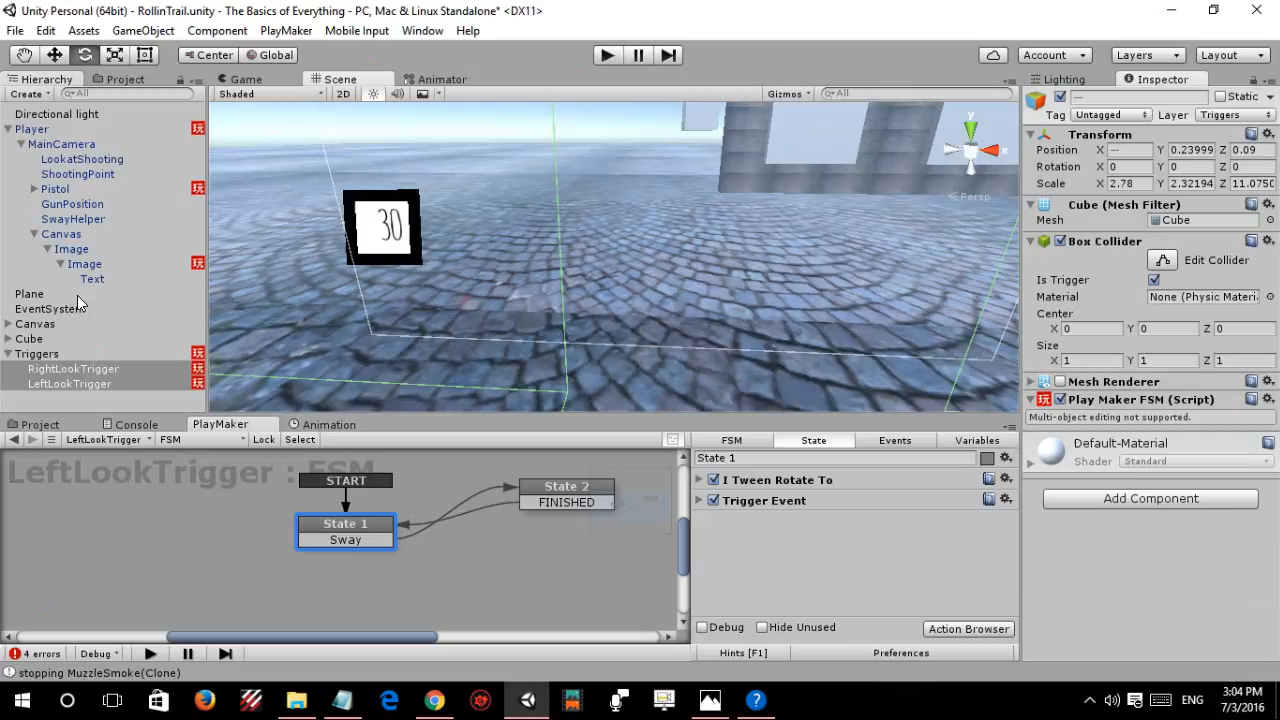 Unity Personal (64bit) - RollinTrail.unity - The Basics of Everything - PC, Mac & Linux Standalone* <DX11>
File Edit Assets GameObject Component PlayMaker Mobile Input Window Help
Center Global Account Layers Layout
Hierarchy Project Game Scene Animator Lighting Inspector
Create All Shaded 2D Gizmos All Static
Tag Untagged Layer Triggers
Directional light
Player
MainCamera
LookatShooting
ShootingPoint
Pistol
GunPosition
SwayHelper
Canvas
Image
Image
Text
Plane
EventSystem
Canvas
Cube
Triggers
RightLookTrigger
LeftLookTrigger
30
y
Persp
Transform
Position X — Y 0.23999 Z 0.09
Rotation X 0 Y 0 Z 0
Scale X 2.78 Y 2.32194 Z 11.0750
Cube (Mesh Filter)
Mesh Cube
Box Collider
Edit Collider
Is Trigger
Material None (Physic Materi
Center
X 0 Y 0 Z 0
Size
X 1 Y 1 Z 1
Mesh Renderer
Play Maker FSM (Script)
Multi-object editing not supported.
Default-Material
Shader Standard
Add Component
Project Console PlayMaker Animation
LeftLookTrigger FSM Lock Select
LeftLookTrigger : FSM
START
State 1
Sway
State 2
FINISHED
FSM State Events Variables
State 1
I Tween Rotate To
Trigger Event
Debug Hide Unused Action Browser
4 errors Debug Hints [F1] Preferences
stopping MuzzleSmoke(Clone)
ENG
3:04 PM
7/3/2016